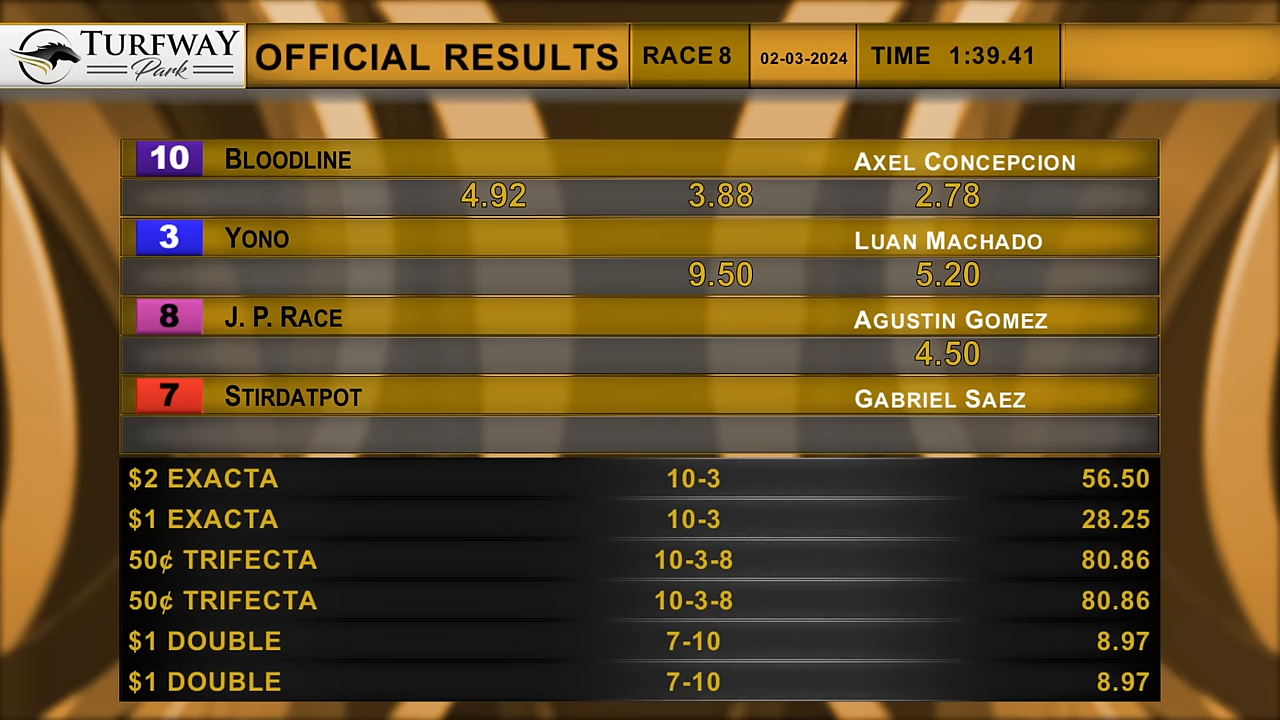 TURFWAY Park OFFICIAL RESULTS RACE 8 02-03-2024 TIME 1:39.41
10 BLOODLINE AXEL CONCEPCION
4.92 3.88 2.78
3 YONO LUAN MACHADO
9.50 5.20
8 J. P. RACE AGUSTIN GOMEZ
4.50
7 STIRDATPOT GABRIEL SAEZ
$2 EXACTA 10-3 56.50
$1 EXACTA 10-3 28.25
50¢ TRIFECTA 10-3-8 80.86
50¢ TRIFECTA 10-3-8 80.86
$1 DOUBLE 7-10 8.97
$1 DOUBLE 7-10 8.97